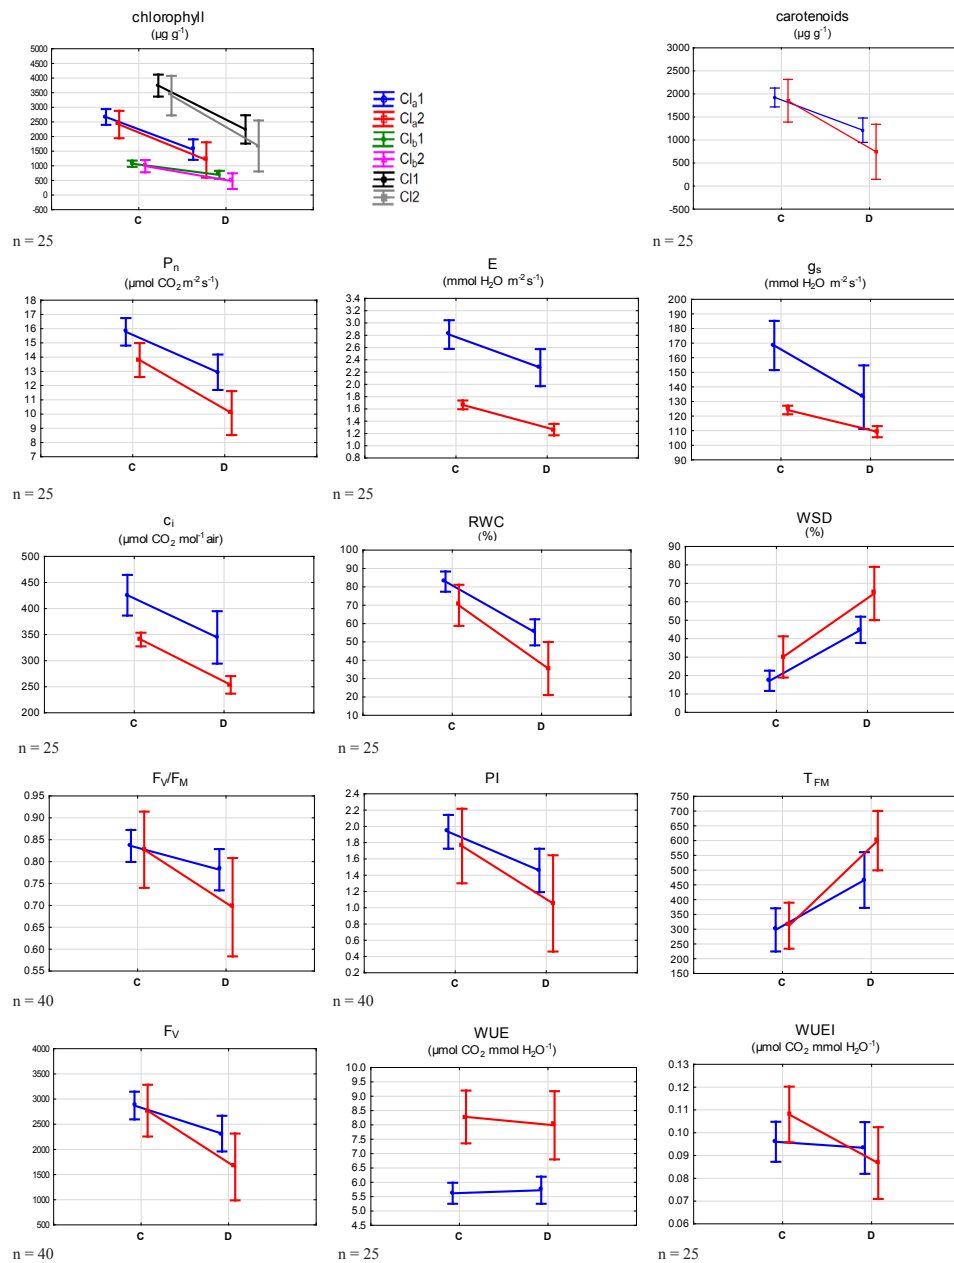 chlorophyll
(µg g⁻¹)
5000
4500
4000
3500
3000
2500
2000
1500
1000
500
0
-500
C D
n = 25
Cl_a1
Cl_a2
Cl_b1
Cl_b2
Cl1
Cl2
carotenoids
(µg g⁻¹)
3000
2500
2000
1500
1000
500
0
-500
C D
n = 25
P_n
(µmol CO₂ m⁻² s⁻¹)
18
17
16
15
14
13
12
11
10
9
8
7
C D
n = 25
E
(mmol H₂O m⁻² s⁻¹)
3.4
3.2
3.0
2.8
2.6
2.4
2.2
2.0
1.8
1.6
1.4
1.2
1.0
0.8
C D
n = 25
g_s
(mmol H₂O m⁻² s⁻¹)
200
190
180
170
160
150
140
130
120
110
100
90
C D
c_i
(µmol CO₂ mol⁻¹ air)
500
450
400
350
300
250
200
C D
n = 25
RWC
(%)
100
90
80
70
60
50
40
30
20
10
C D
n = 25
WSD
(%)
90
80
70
60
50
40
30
20
10
0
C D
F_V/F_M
0.95
0.90
0.85
0.80
0.75
0.70
0.65
0.60
0.55
C D
n = 40
PI
2.4
2.2
2.0
1.8
1.6
1.4
1.2
1.0
0.8
0.6
0.4
0.2
C D
n = 40
T_FM
750
700
650
600
550
500
450
400
350
300
250
200
150
C D
F_V
4000
3500
3000
2500
2000
1500
1000
500
C D
n = 40
WUE
(µmol CO₂ mmol H₂O⁻¹)
10.0
9.5
9.0
8.5
8.0
7.5
7.0
6.5
6.0
5.5
5.0
4.5
C D
n = 25
WUEI
(µmol CO₂ mmol H₂O⁻¹)
0.13
0.12
0.11
0.10
0.09
0.08
0.07
0.06
C D
n = 25